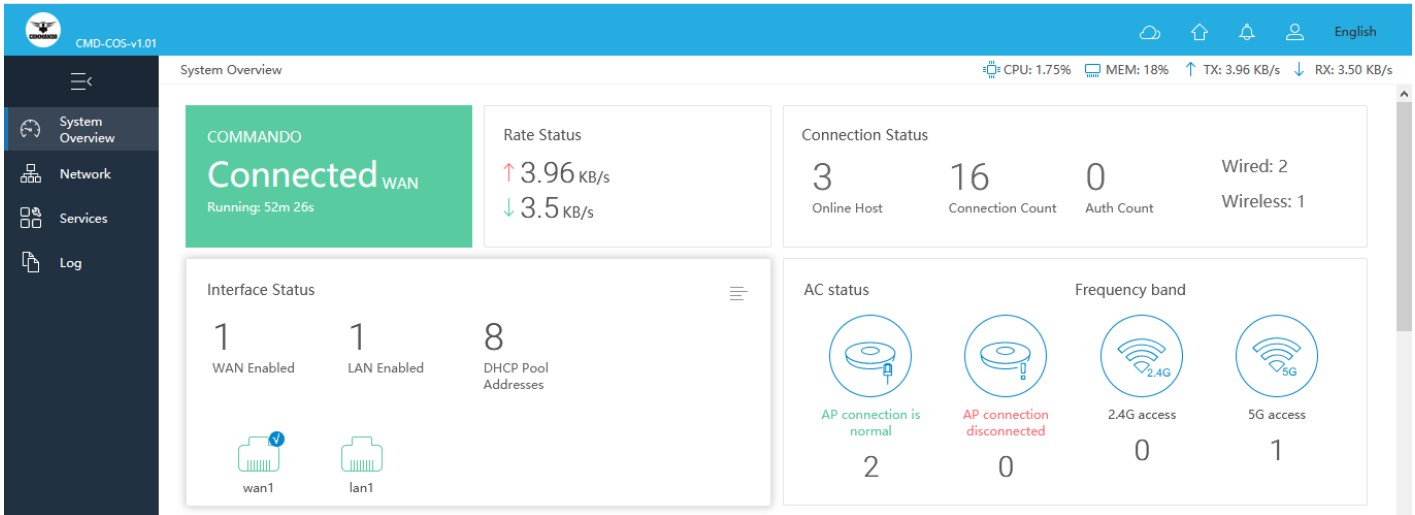 COMMANDO
CMD-COS-v1.01
English
System Overview
CPU: 1.75% MEM: 18% ↑ TX: 3.96 KB/s ↓ RX: 3.50 KB/s
System
Overview
Network
Services
Log
COMMANDO
Connected WAN
Running: 52m 26s
Rate Status
↑ 3.96 KB/s
↓ 3.5 KB/s
Connection Status
3
Online Host
16
Connection Count
0
Auth Count
Wired: 2
Wireless: 1
Interface Status
1
WAN Enabled
1
LAN Enabled
8
DHCP Pool
Addresses
wan1
lan1
AC status
Frequency band
AP connection is
normal
2
AP connection
disconnected
0
2.4G
2.4G access
0
5G
5G access
1